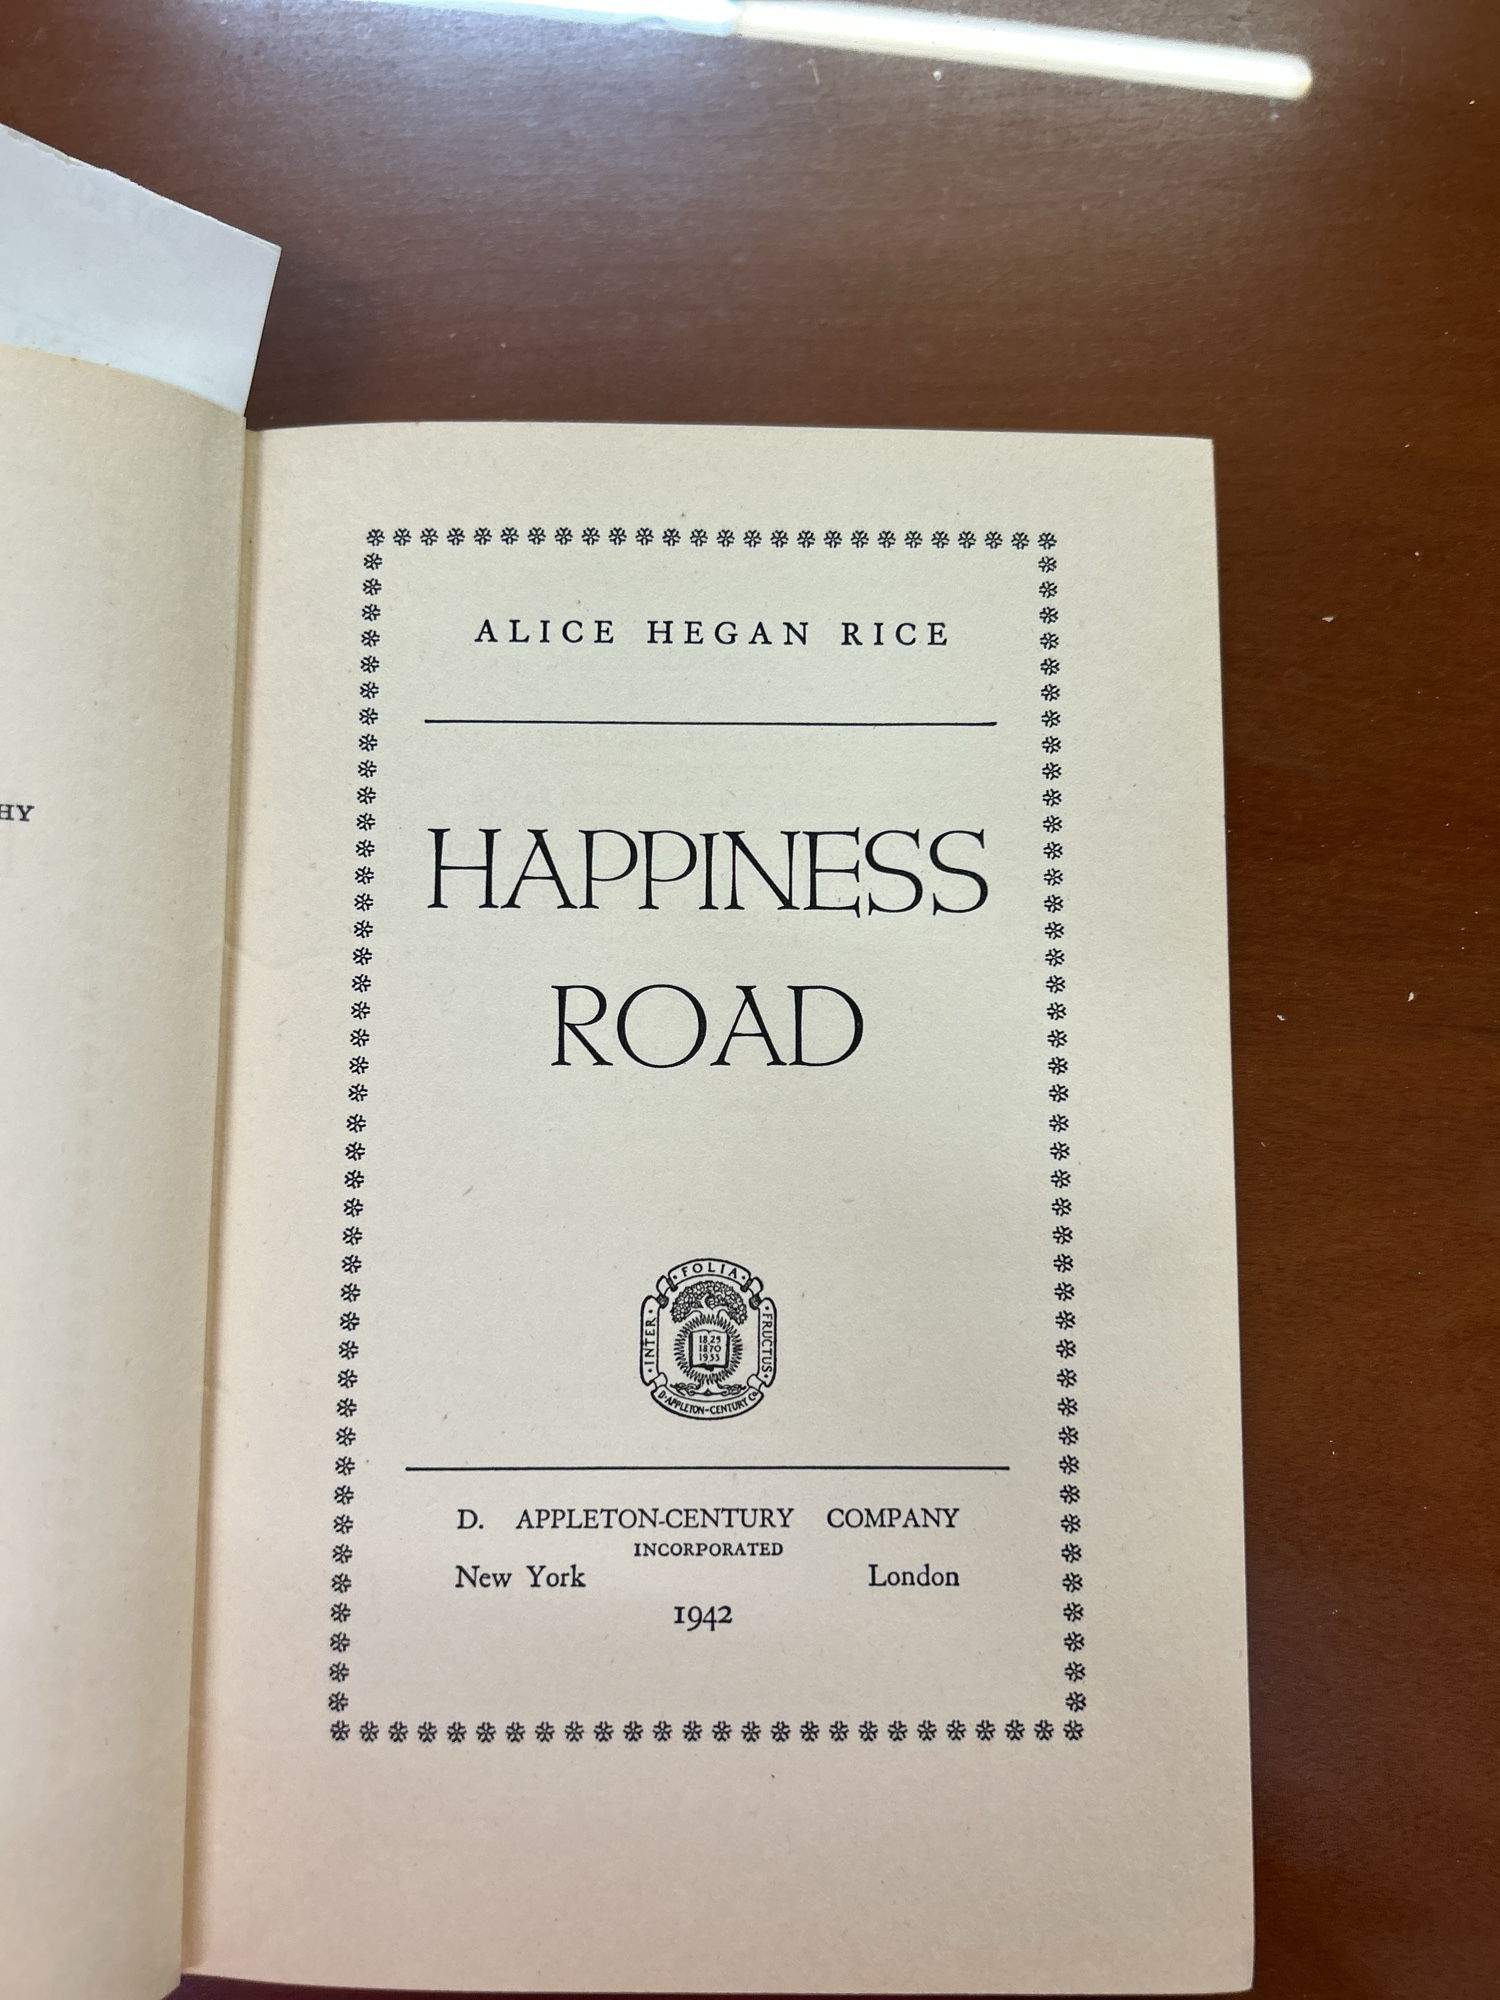 HY
ALICE HEGAN RICE
HAPPINESS
ROAD
FOLIA
INTER
FRUCTUS
1825
1870
1933
D. APPLETON-CENTURY Co.
D. APPLETON-CENTURY COMPANY
INCORPORATED
New York London
1942